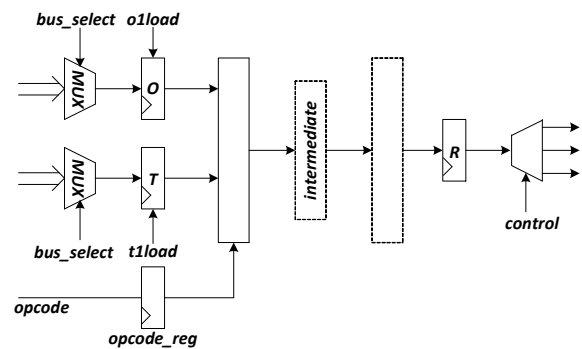 bus_select
o1load
MUX
O
intermediate
R
MUX
T
control
bus_select
t1load
opcode
opcode_reg